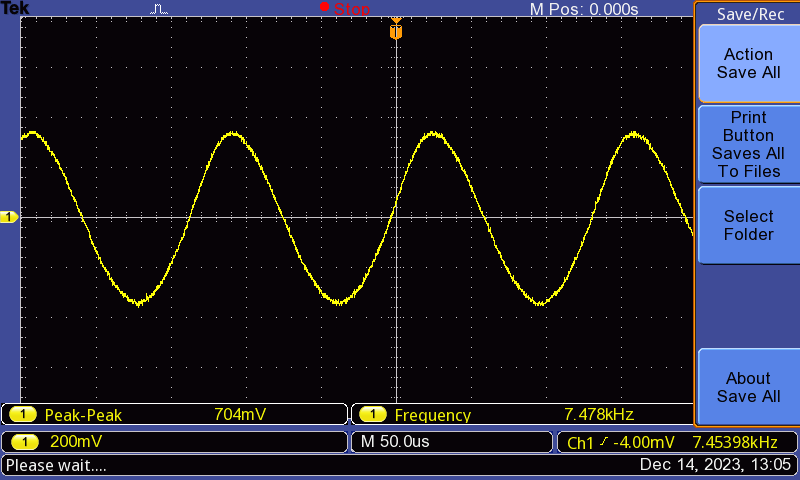 Tek
Stop
M Pos: 0.000s
Save/Rec
T
Action
Save All
Print
Button
Saves All
To Files
1
Select
Folder
About
Save All
1 Peak-Peak 704mV
1 Frequency 7.478kHz
1 200mV
M 50.0us
Ch1 -4.00mV 7.45398kHz
Please wait....
Dec 14, 2023, 13:05